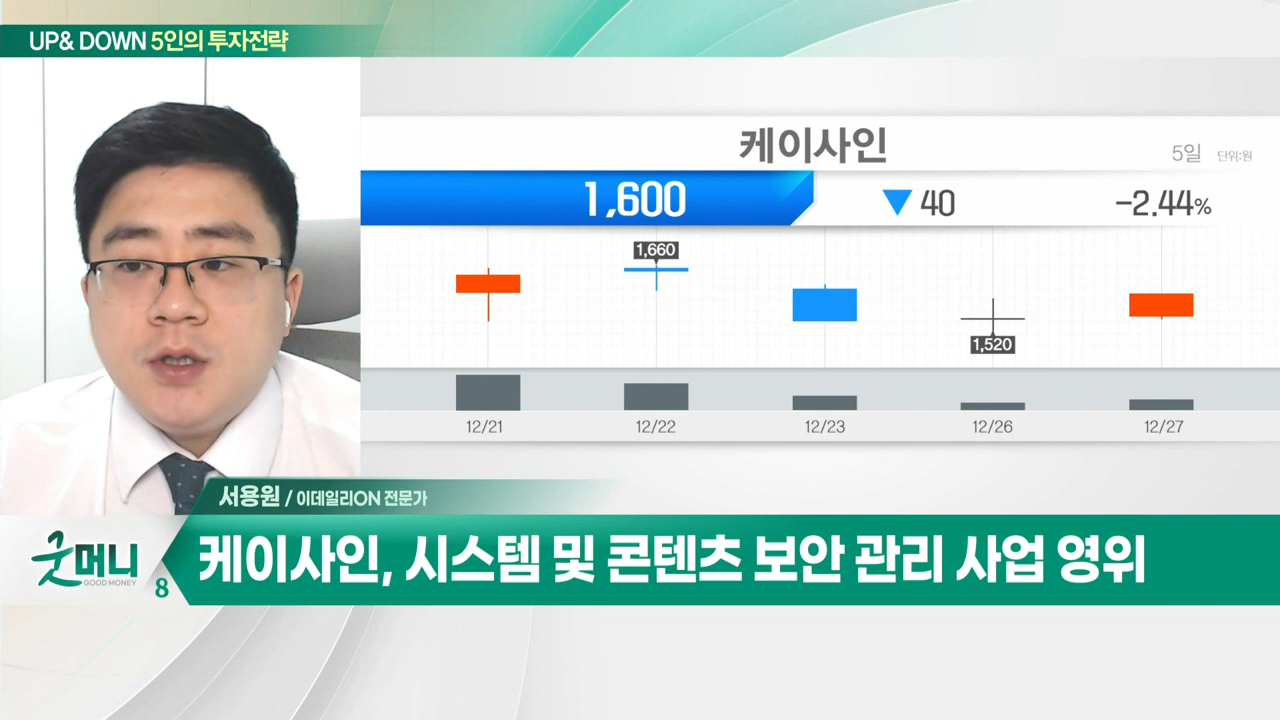 UP& DOWN 5인의 투자전략
케이사인
5일 단위:원
1,600 ▼ 40 -2.44%
1,660
1,520
12/21 12/22 12/23 12/26 12/27
서용원 / 이데일리ON 전문가
굿머니
GOOD MONEY
8
케이사인, 시스템 및 콘텐츠 보안 관리 사업 영위